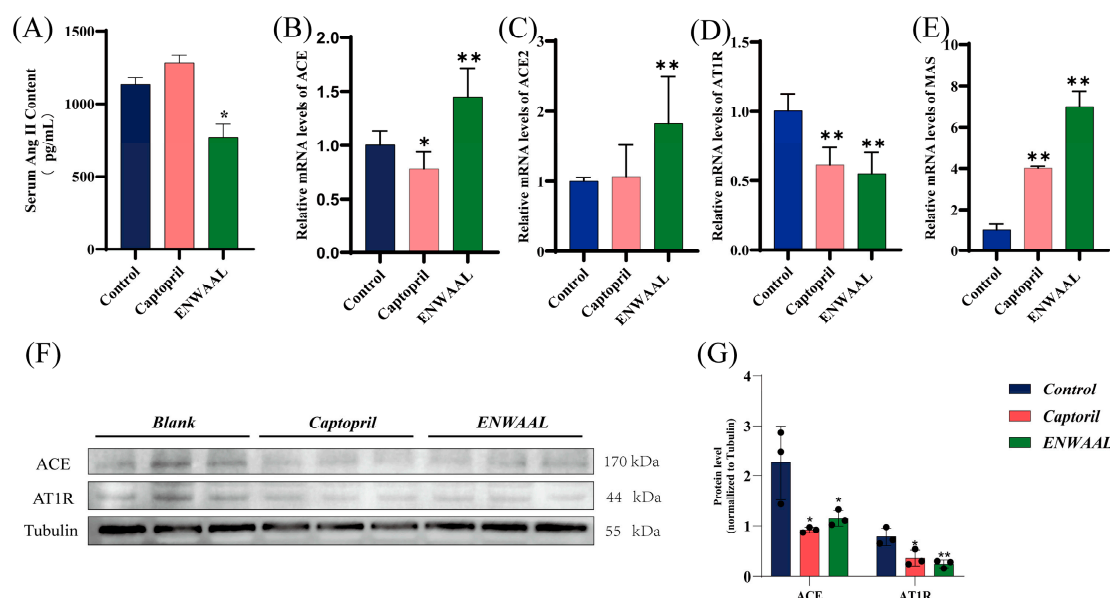 (A)
Serum Ang II Content
( pg/mL)
1500
1000
500
0
*
Control
Captopril
ENWAAL
(B)
Relative mRNA levels of ACE
2.0
1.5
1.0
0.5
0.0
*
**
Control
Captopril
ENWAAL
(C)
Relative mRNA levels of ACE2
3
2
1
0
**
Control
Captopril
ENWAAL
(D)
Relative mRNA levels of AT1R
1.5
1.0
0.5
0.0
**
**
Control
Captopril
ENWAAL
(E)
Relative mRNA levels of MAS
10
8
6
4
2
0
**
**
Control
Captopril
ENWAAL
(F)
Blank Captopril ENWAAL
ACE 170 kDa
AT1R 44 kDa
Tubulin 55 kDa
(G)
Protein level
(normalized to Tubulin)
4
3
2
1
0
*
*
*
**
ACE AT1R
Control
Captoril
ENWAAL